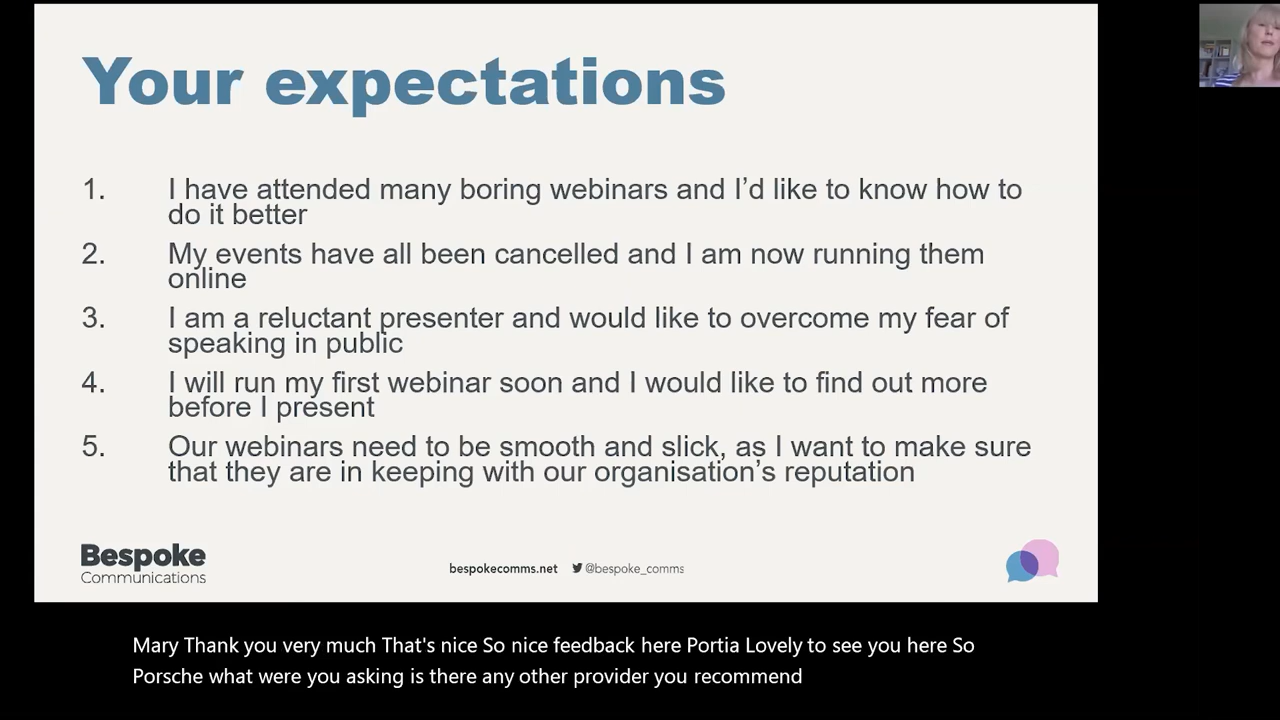 Your expectations
1. I have attended many boring webinars and I’d like to know how to
do it better
2. My events have all been cancelled and I am now running them
online
3. I am a reluctant presenter and would like to overcome my fear of
speaking in public
4. I will run my first webinar soon and I would like to find out more
before I present
5. Our webinars need to be smooth and slick, as I want to make sure
that they are in keeping with our organisation’s reputation
Bespoke
Communications
bespokecomms.net @bespoke_comms
Mary Thank you very much That's nice So nice feedback here Portia Lovely to see you here So
Porsche what were you asking is there any other provider you recommend